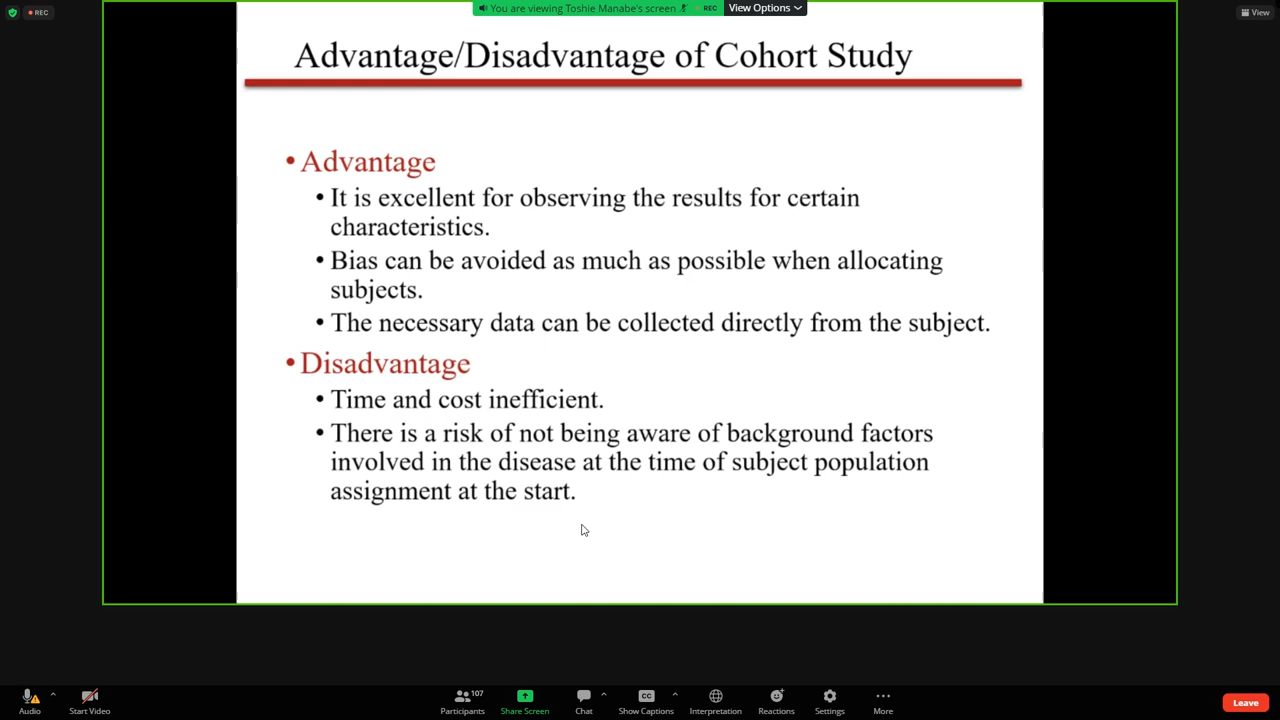 REC
You are viewing Toshie Manabe's screen
REC
View Options
View
Advantage/Disadvantage of Cohort Study
• Advantage
• It is excellent for observing the results for certain
characteristics.
• Bias can be avoided as much as possible when allocating
subjects.
• The necessary data can be collected directly from the subject.
• Disadvantage
• Time and cost inefficient.
• There is a risk of not being aware of background factors
involved in the disease at the time of subject population
assignment at the start.
107
CC
Audio
Start Video
Participants
Share Screen
Chat
Show Captions
Interpretation
Reactions
Settings
More
Leave